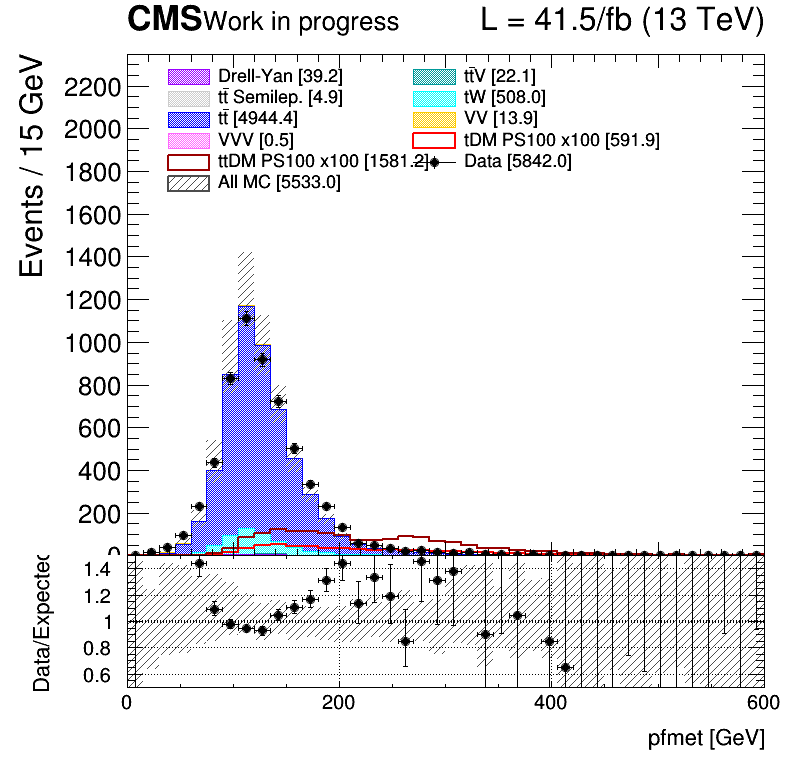 CMS Work in progress L = 41.5/fb (13 TeV)
Events / 15 GeV
2200
2000
1800
1600
1400
1200
1000
800
600
400
200
0
Drell-Yan [39.2] tt̄V [22.1]
tt̄ Semilep. [4.9] tW [508.0]
tt̄ [4944.4] VV [13.9]
VVV [0.5] tDM PS100 x100 [591.9]
ttDM PS100 x100 [1581.2] Data [5842.0]
All MC [5533.0]
Data/Expected
1.4
1.2
1
0.8
0.6
0 200 400 600
pfmet [GeV]